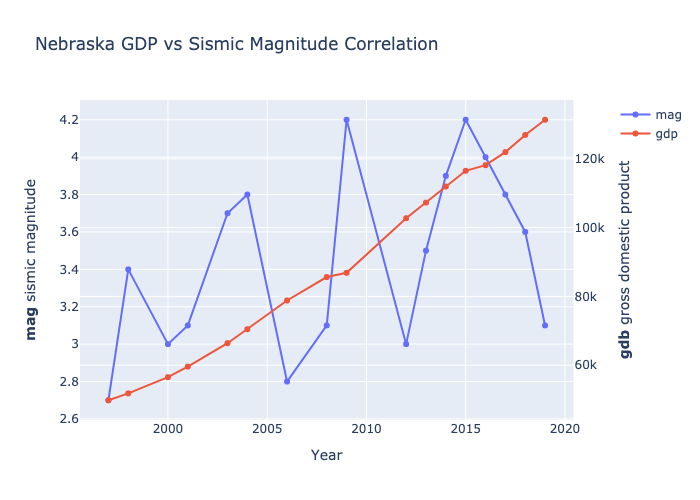 Nebraska GDP vs Sismic Magnitude Correlation
mag
gdp
4.2
4
3.8
3.6
3.4
3.2
3
2.8
2.6
120k
100k
80k
60k
mag sismic magnitude
gdb gross domestic product
2000
2005
2010
2015
2020
Year